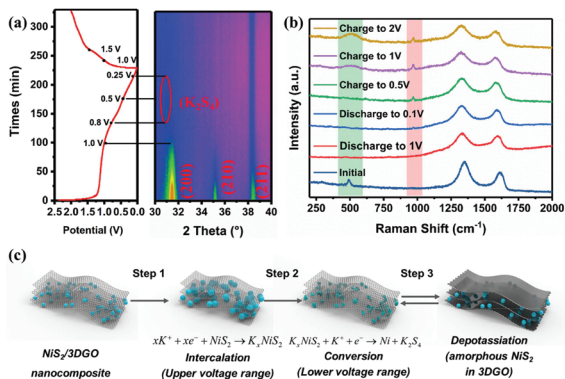 (a)
Times (min)
300
250
200
150
100
50
0
1.5 V
1.0 V
0.25 V
0.5 V
0.8 V
1.0 V
2.5 2.0 1.5 1.0 0.5 0.0
Potential (V)
(K₂S₄)
(200)
(210)
(211)
30 32 34 36 38 40
2 Theta (°)
(b)
Intensity (a.u.)
Charge to 2V
Charge to 1V
Charge to 0.5V
Discharge to 0.1V
Discharge to 1V
Initial
250 500 750 1000 1250 1500 1750 2000
Raman Shift (cm⁻¹)
(c)
Step 1
Step 2
Step 3
NiS₂/3DGO
nanocomposite
xK⁺ + xe⁻ + NiS₂ → KₓNiS₂
Intercalation
(Upper voltage range)
KₓNiS₂ + K⁺ + e⁻ → Ni + K₂S₄
Conversion
(Lower voltage range)
Depotassiation
(amorphous NiS₂
in 3DGO)